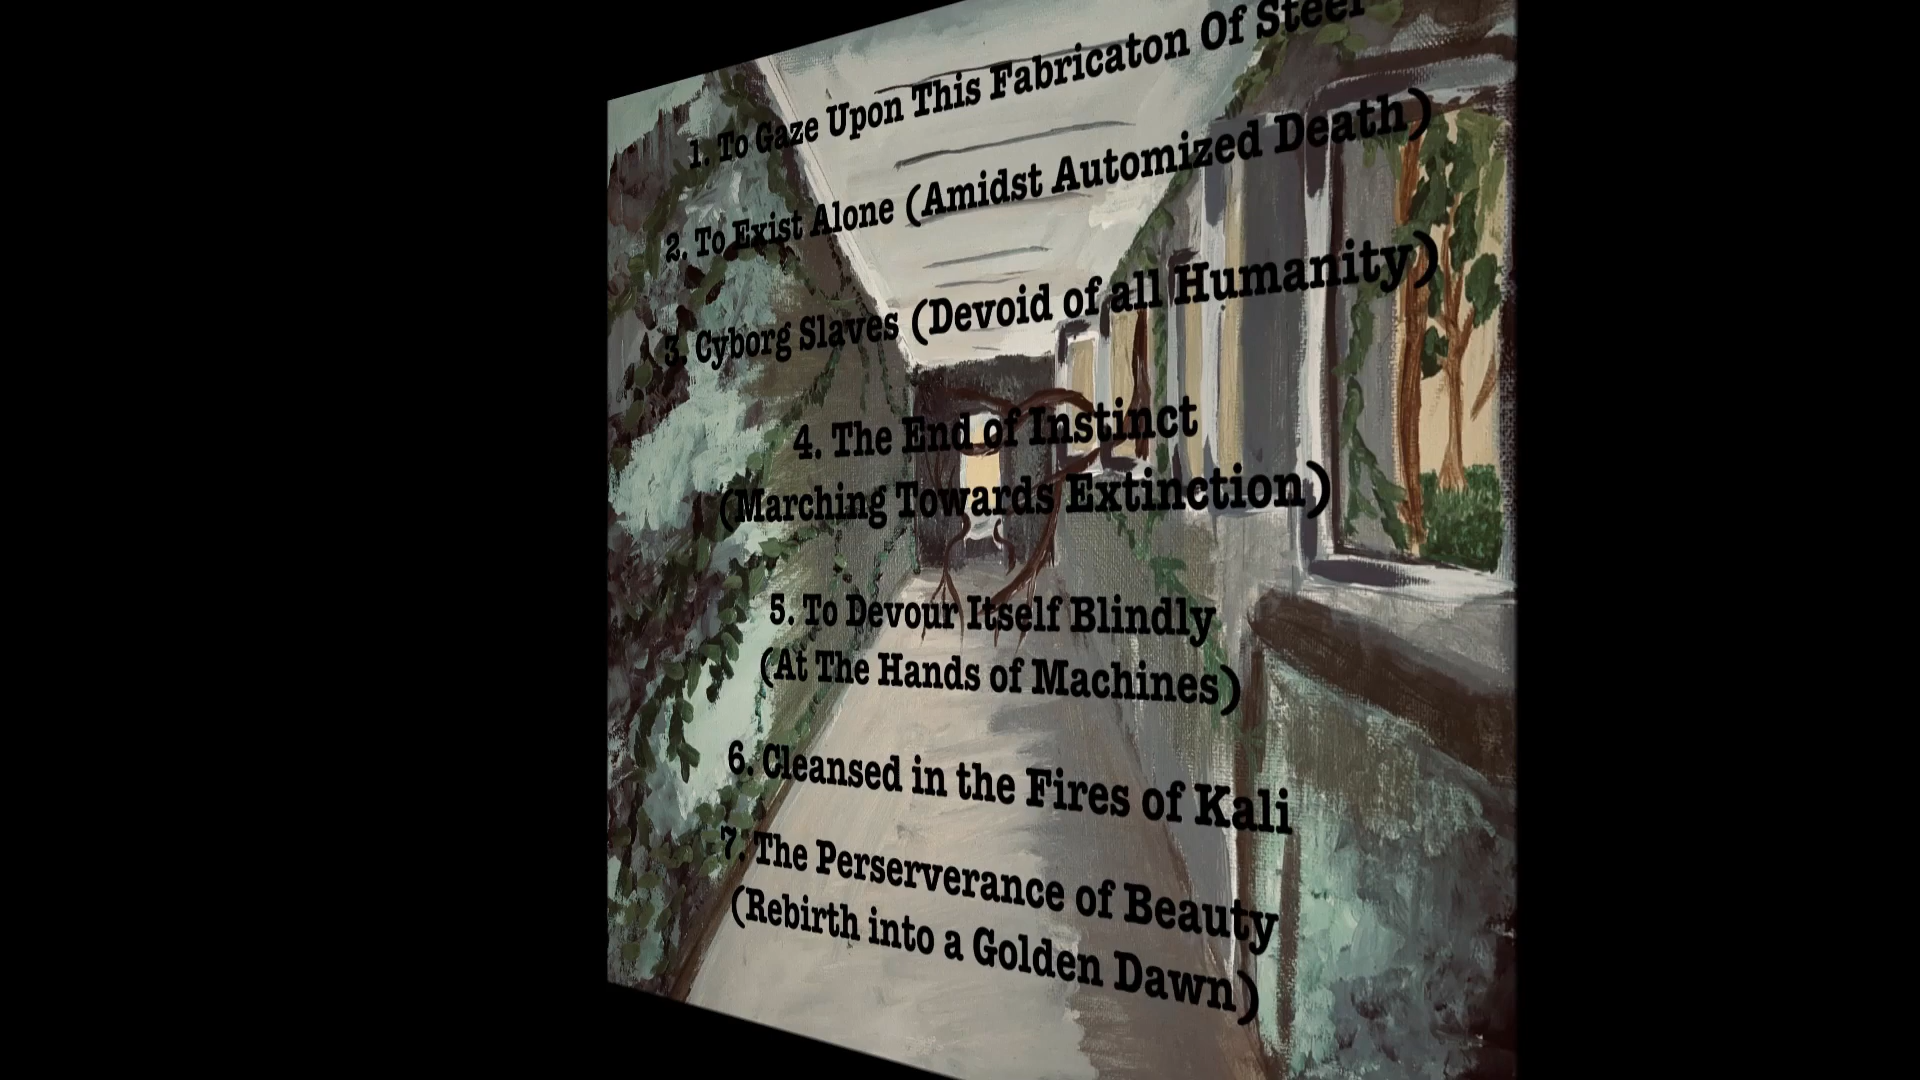 1. To Gaze Upon This Fabricaton Of Steel
2. To Exist Alone (Amidst Automized Death)
3. Cyborg Slaves (Devoid of all Humanity)
4. The End of Instinct
(Marching Towards Extinction)
5. To Devour Itself Blindly
(At The Hands of Machines)
6. Cleansed in the Fires of Kali
7. The Perserverance of Beauty
(Rebirth into a Golden Dawn)